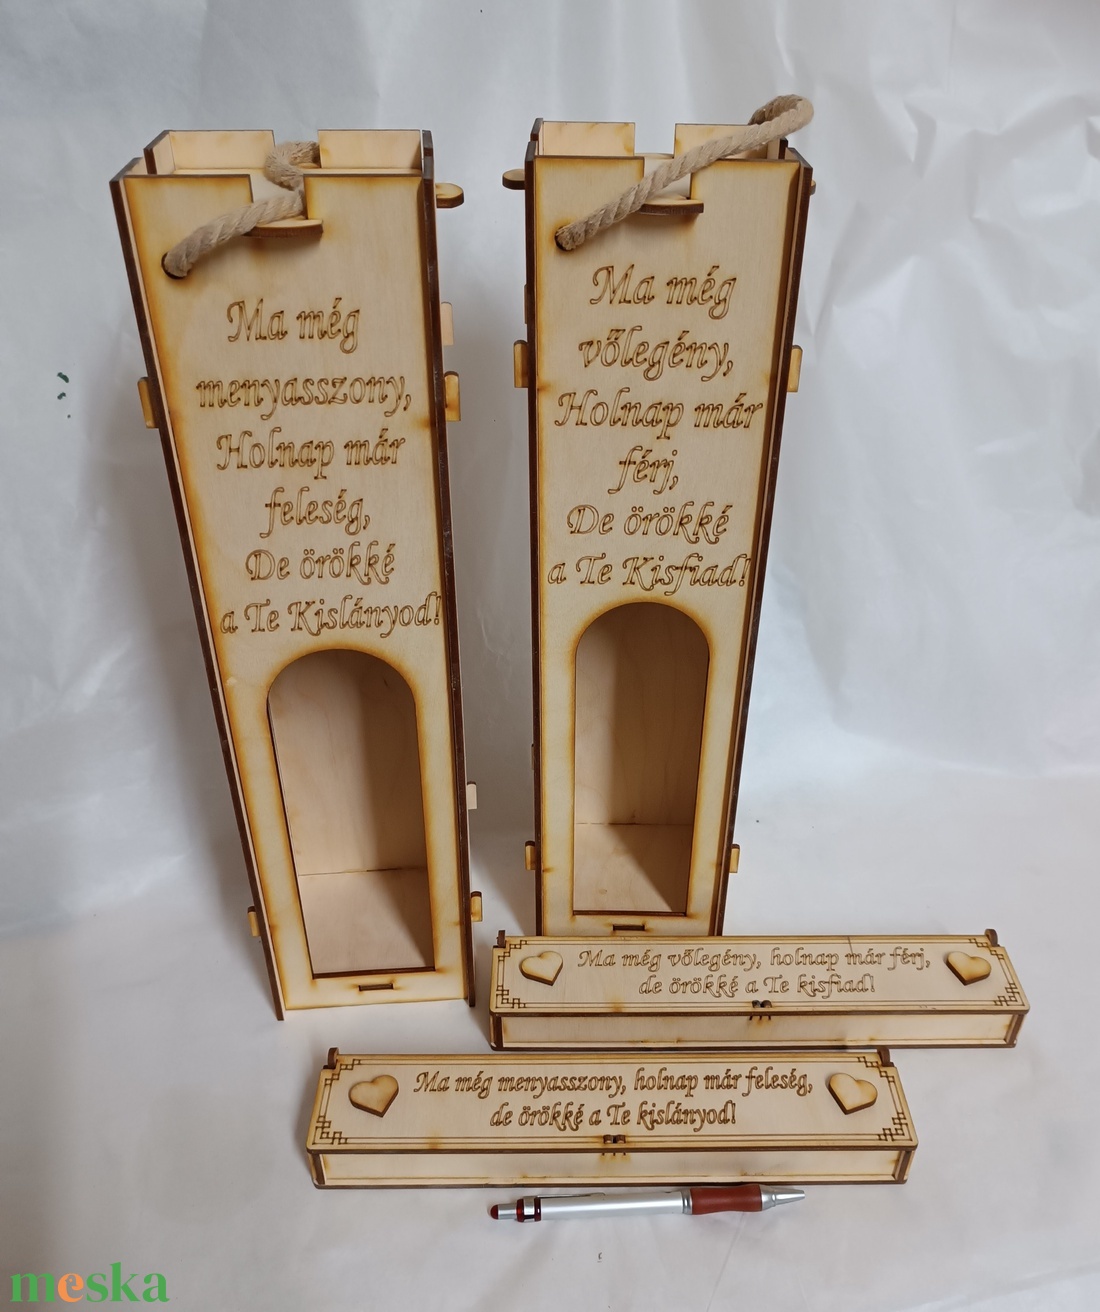 Ma még
menyasszony,
Holnap már
feleség,
De örökké
a Te Kislányod!
Ma még
vőlegény,
Holnap már
férj,
De örökké
a Te Kisfiad!
Ma még vőlegény, holnap már férj,
de örökké a Te kisfiad!
Ma még menyasszony, holnap már feleség,
de örökké a Te kislányod!
meska